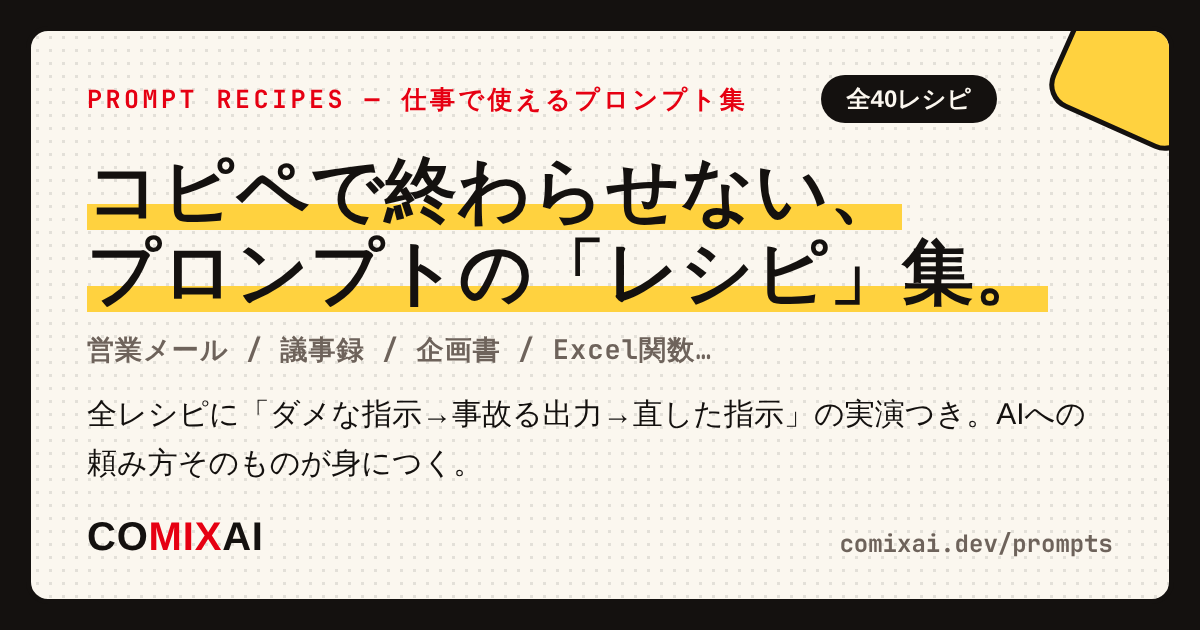 PROMPT RECIPES — 仕事で使えるプロンプト集
全40レシピ
コピペで終わらせない、
プロンプトの「レシピ」集。
営業メール / 議事録 / 企画書 / Excel関数…
全レシピに「ダメな指示→事故る出力→直した指示」の実演つき。AIへの
頼み方そのものが身につく。
COMIXAI
comixai.dev/prompts